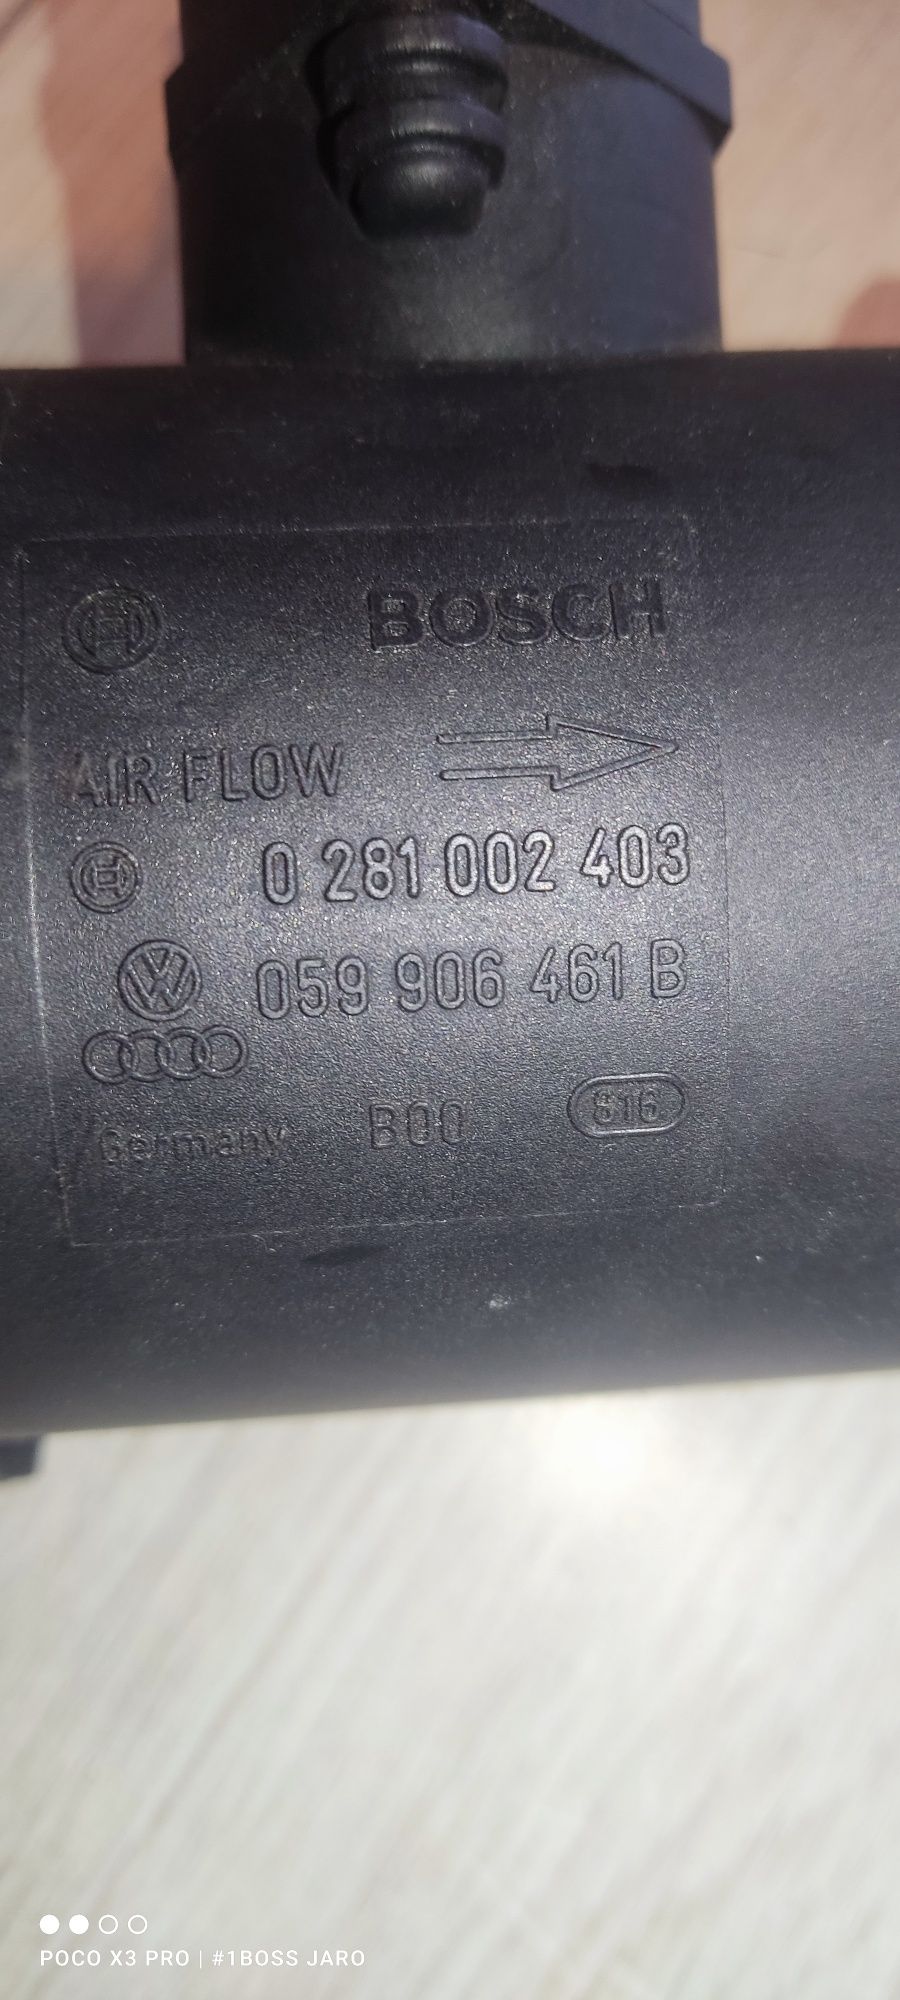 BOSCH
AIR FLOW
0 281 002 403
059 906 461 B
Germany B00 816
POCO X3 PRO | #1BOSS JARO